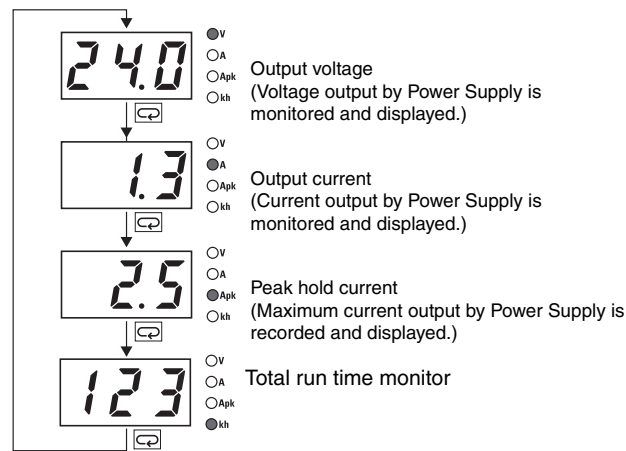 24.0
V
A
Apk
kh
Output voltage
(Voltage output by Power Supply is
monitored and displayed.)
1.3
V
A
Apk
kh
Output current
(Current output by Power Supply is
monitored and displayed.)
2.5
V
A
Apk
kh
Peak hold current
(Maximum current output by Power Supply is
recorded and displayed.)
123
V
A
Apk
kh
Total run time monitor